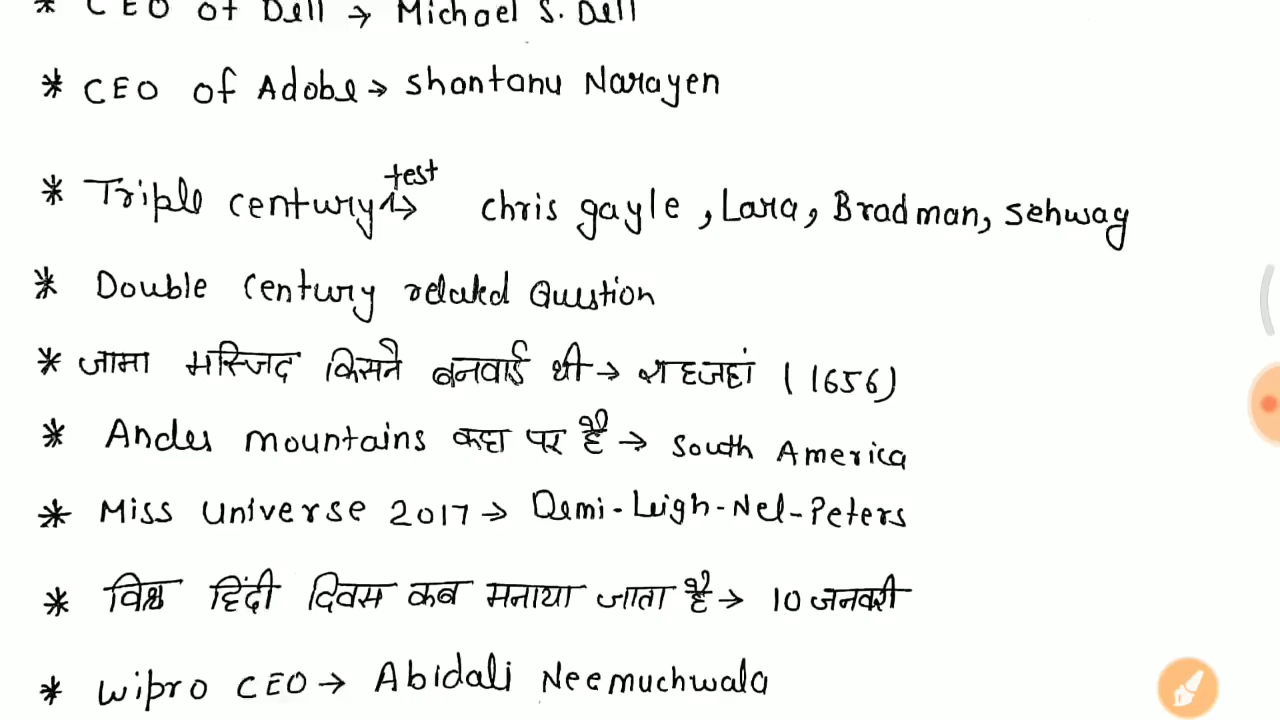 * CEO of Dell → Michael S. Dell
* CEO of Adobe → Shantanu Narayen
test
* Triple century → chris gayle, Lara, Bradman, Sehwag
* Double century related Question
* जामा मस्जिद किसने बनवाई थी → शाहजहां (1656)
* Andes mountains कहा पर है → South America
* Miss Universe 2017 → Demi-Leigh-Nel-Peters
* विश्व हिंदी दिवस कब मनाया जाता है → 10 जनवरी
* Wipro CEO → Abidali Neemuchwala